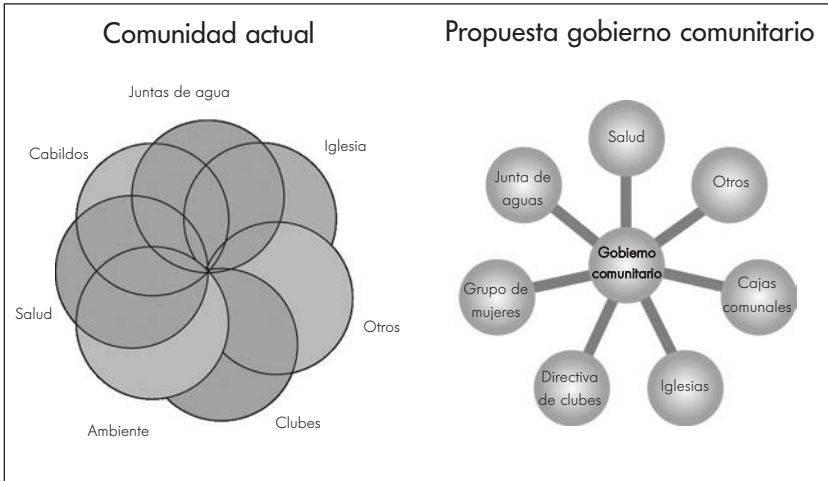 Comunidad actual
Juntas de agua
Cabildos
Iglesia
Salud
Otros
Ambiente
Clubes
Propuesta gobierno comunitario
Salud
Junta de
aguas
Otros
Gobierno
comunitario
Grupo de
mujeres
Cajas
comunales
Directiva
de clubes
Iglesias